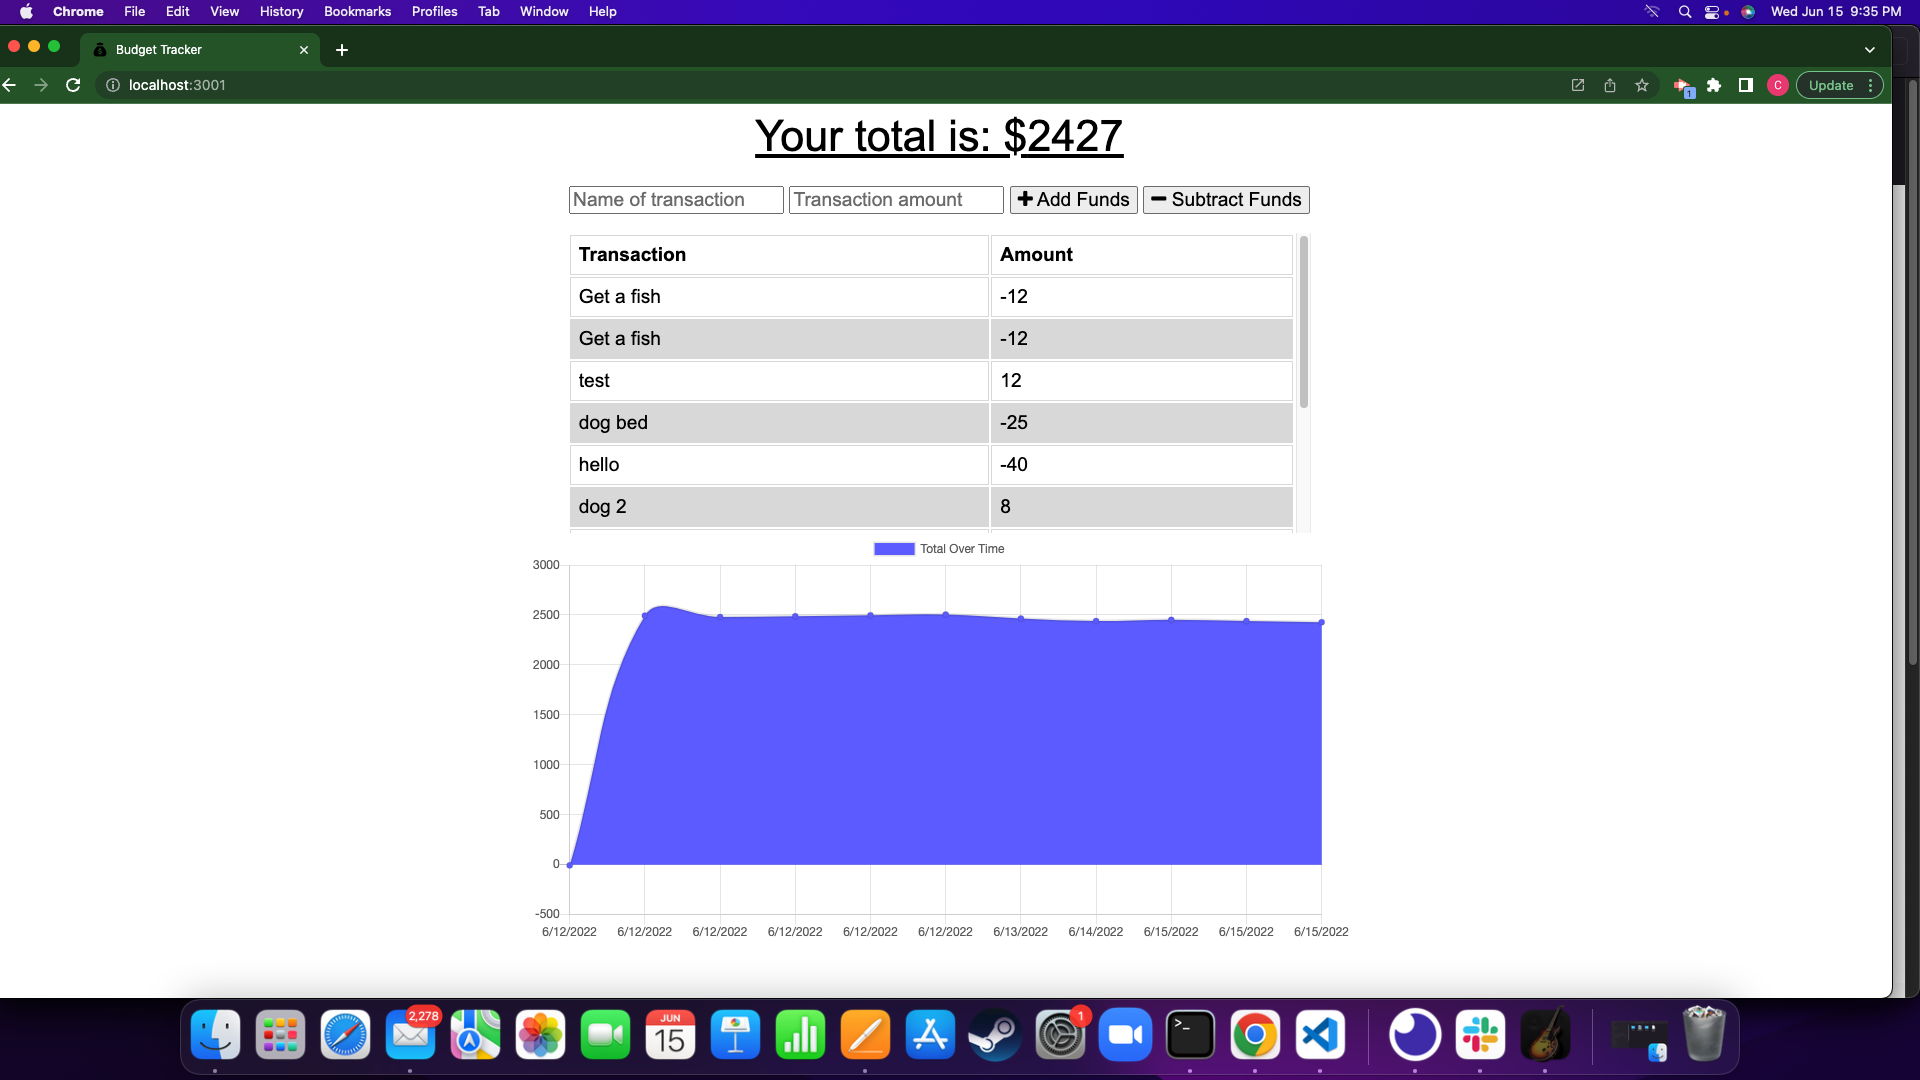 Chrome File Edit View History Bookmarks Profiles Tab Window Help Wed Jun 15 9:35 PM
Budget Tracker
localhost:3001 1 C Update
Your total is: $2427
Name of transaction Transaction amount Add Funds Subtract Funds
Transaction Amount
Get a fish -12
Get a fish -12
test 12
dog bed -25
hello -40
dog 2 8
Total Over Time
3000
2500
2000
1500
1000
500
0
-500
6/12/2022 6/12/2022 6/12/2022 6/12/2022 6/12/2022 6/12/2022 6/13/2022 6/14/2022 6/15/2022 6/15/2022 6/15/2022
2,278 JUN 1
15 >_